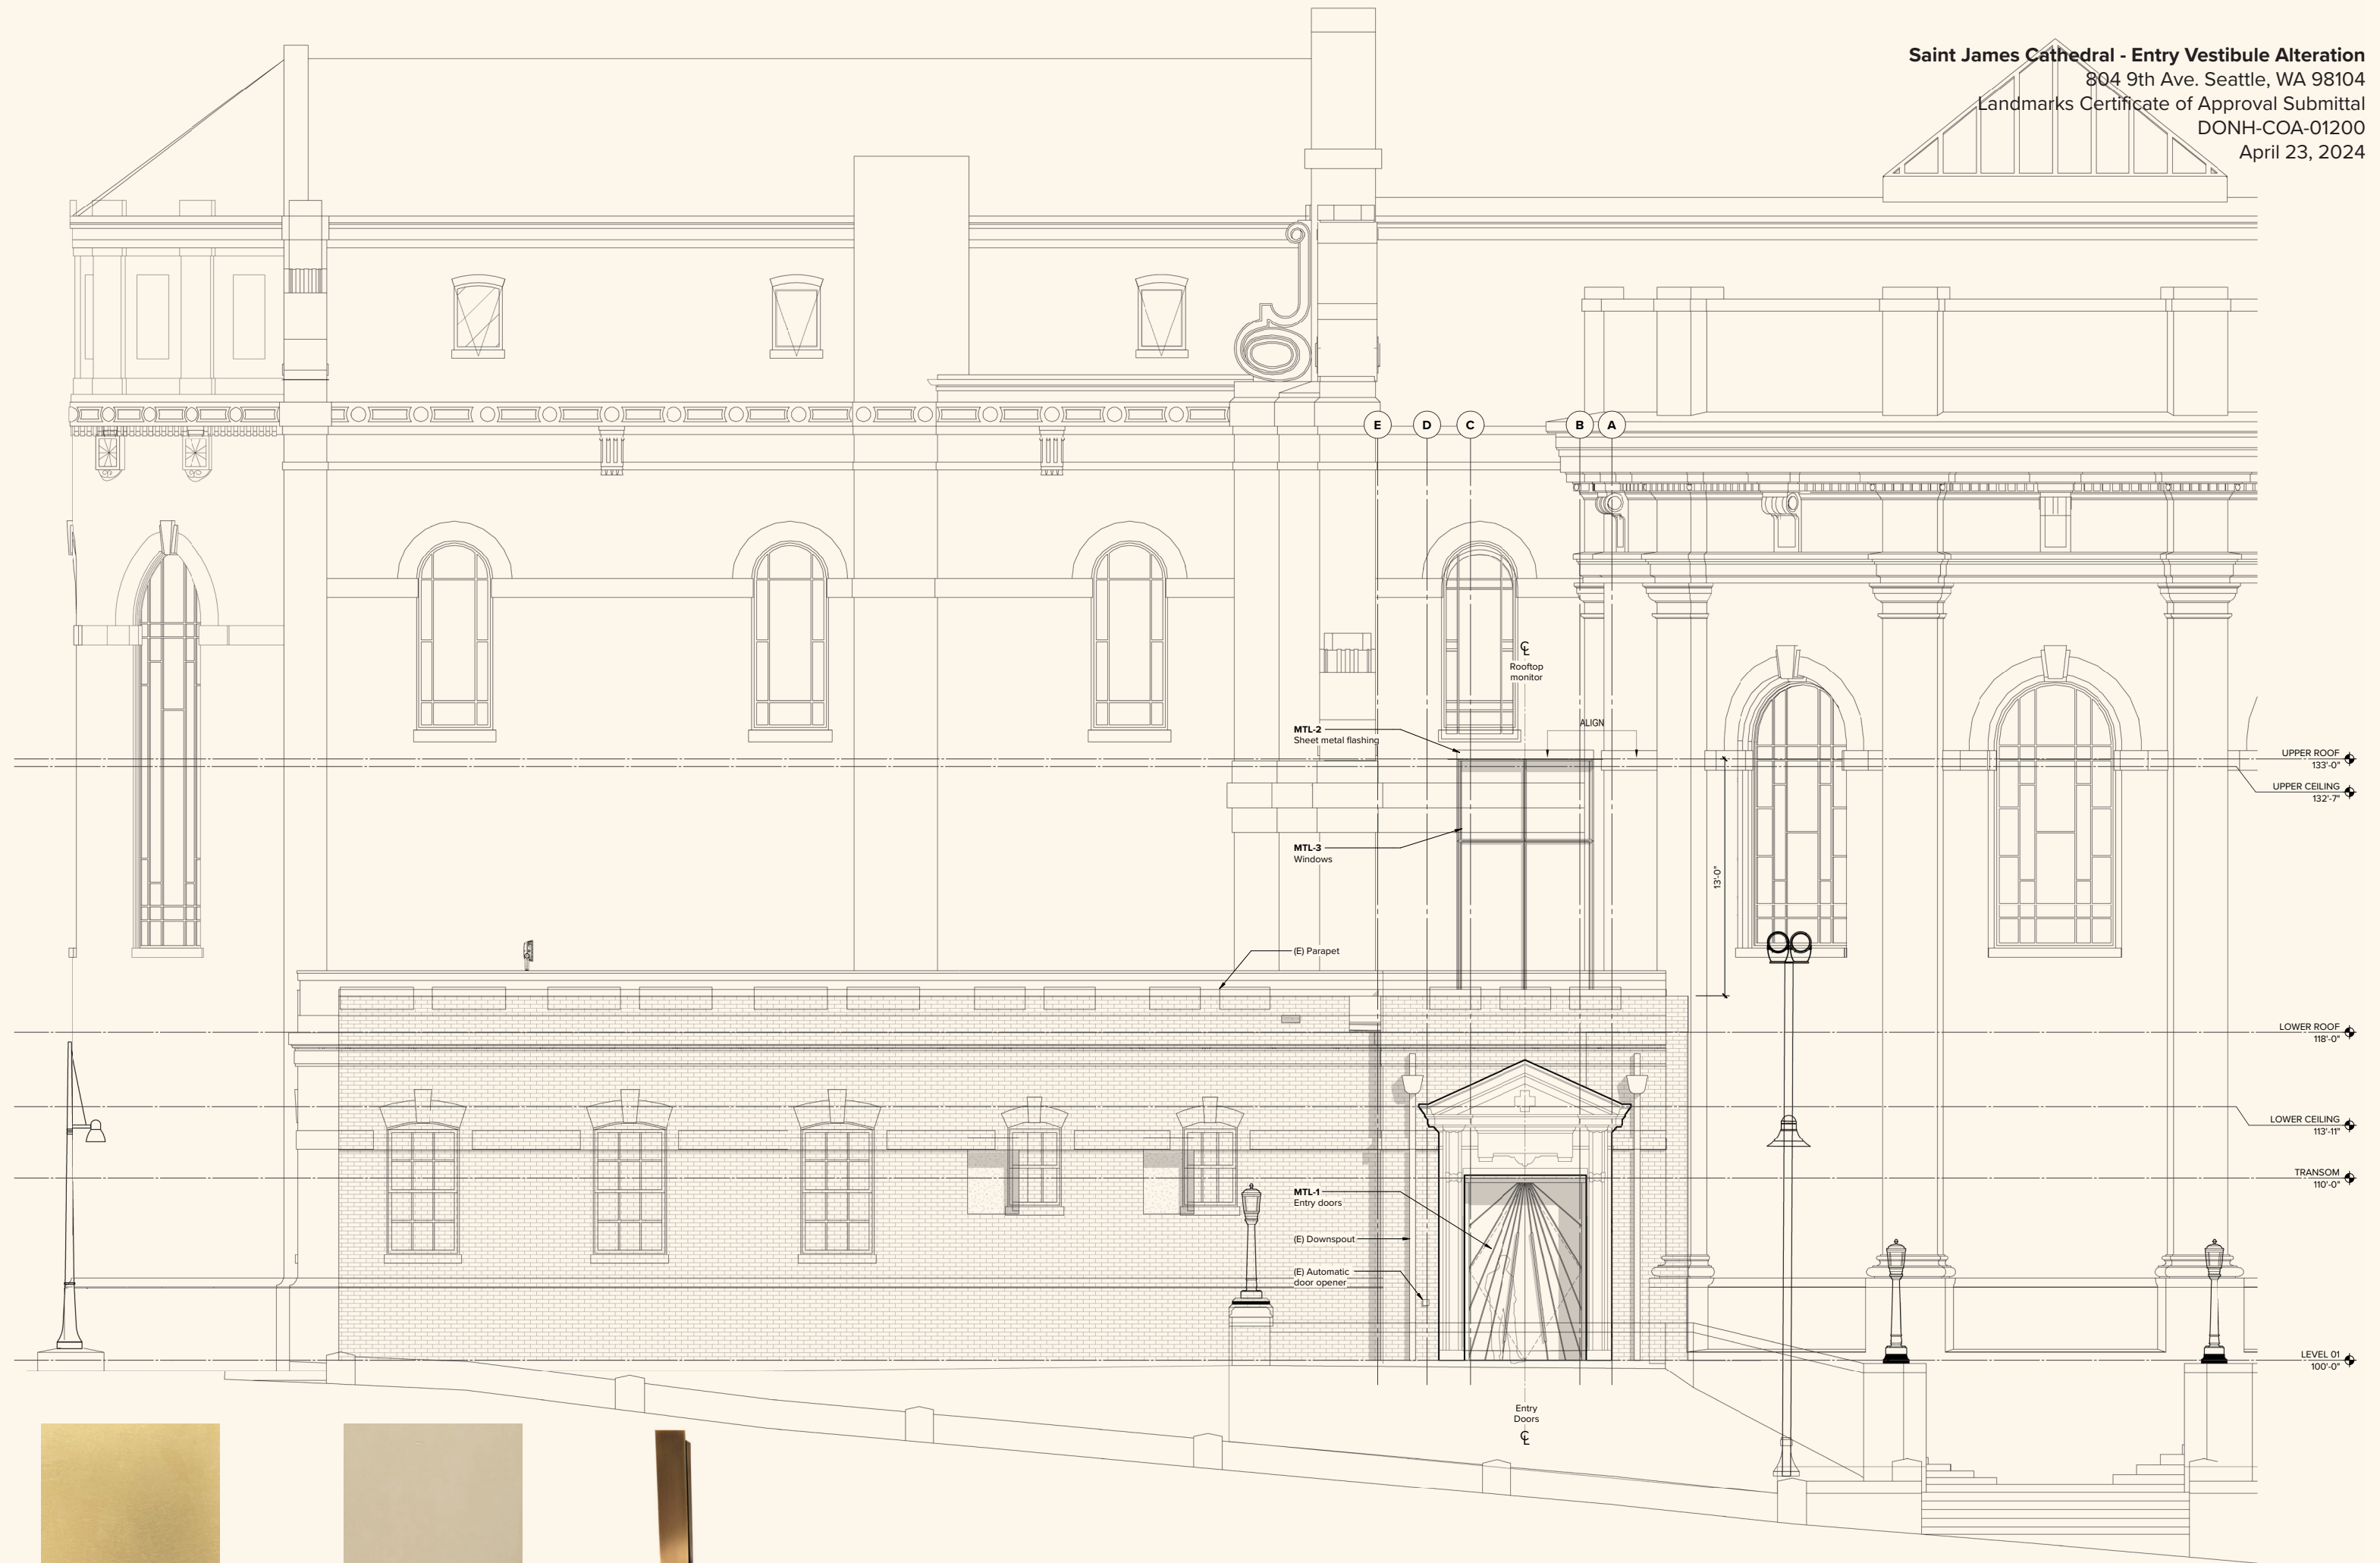 Saint James Cathedral - Entry Vestibule Alteration
804 9th Ave. Seattle, WA 98104
Landmarks Certificate of Approval Submittal
DONH-COA-01200
April 23, 2024
E
D
C
B
A
℄
Rooftop
monitor
MTL-2
Sheet metal flashing
ALIGN
UPPER ROOF
133'-0"
UPPER CEILING
132'-7"
MTL-3
Windows
13'-0"
(E) Parapet
LOWER ROOF
118'-0"
LOWER CEILING
113'-11"
TRANSOM
110'-0"
MTL-1
Entry doors
(E) Downspout
(E) Automatic
door opener
LEVEL 01
100'-0"
Entry
Doors
℄